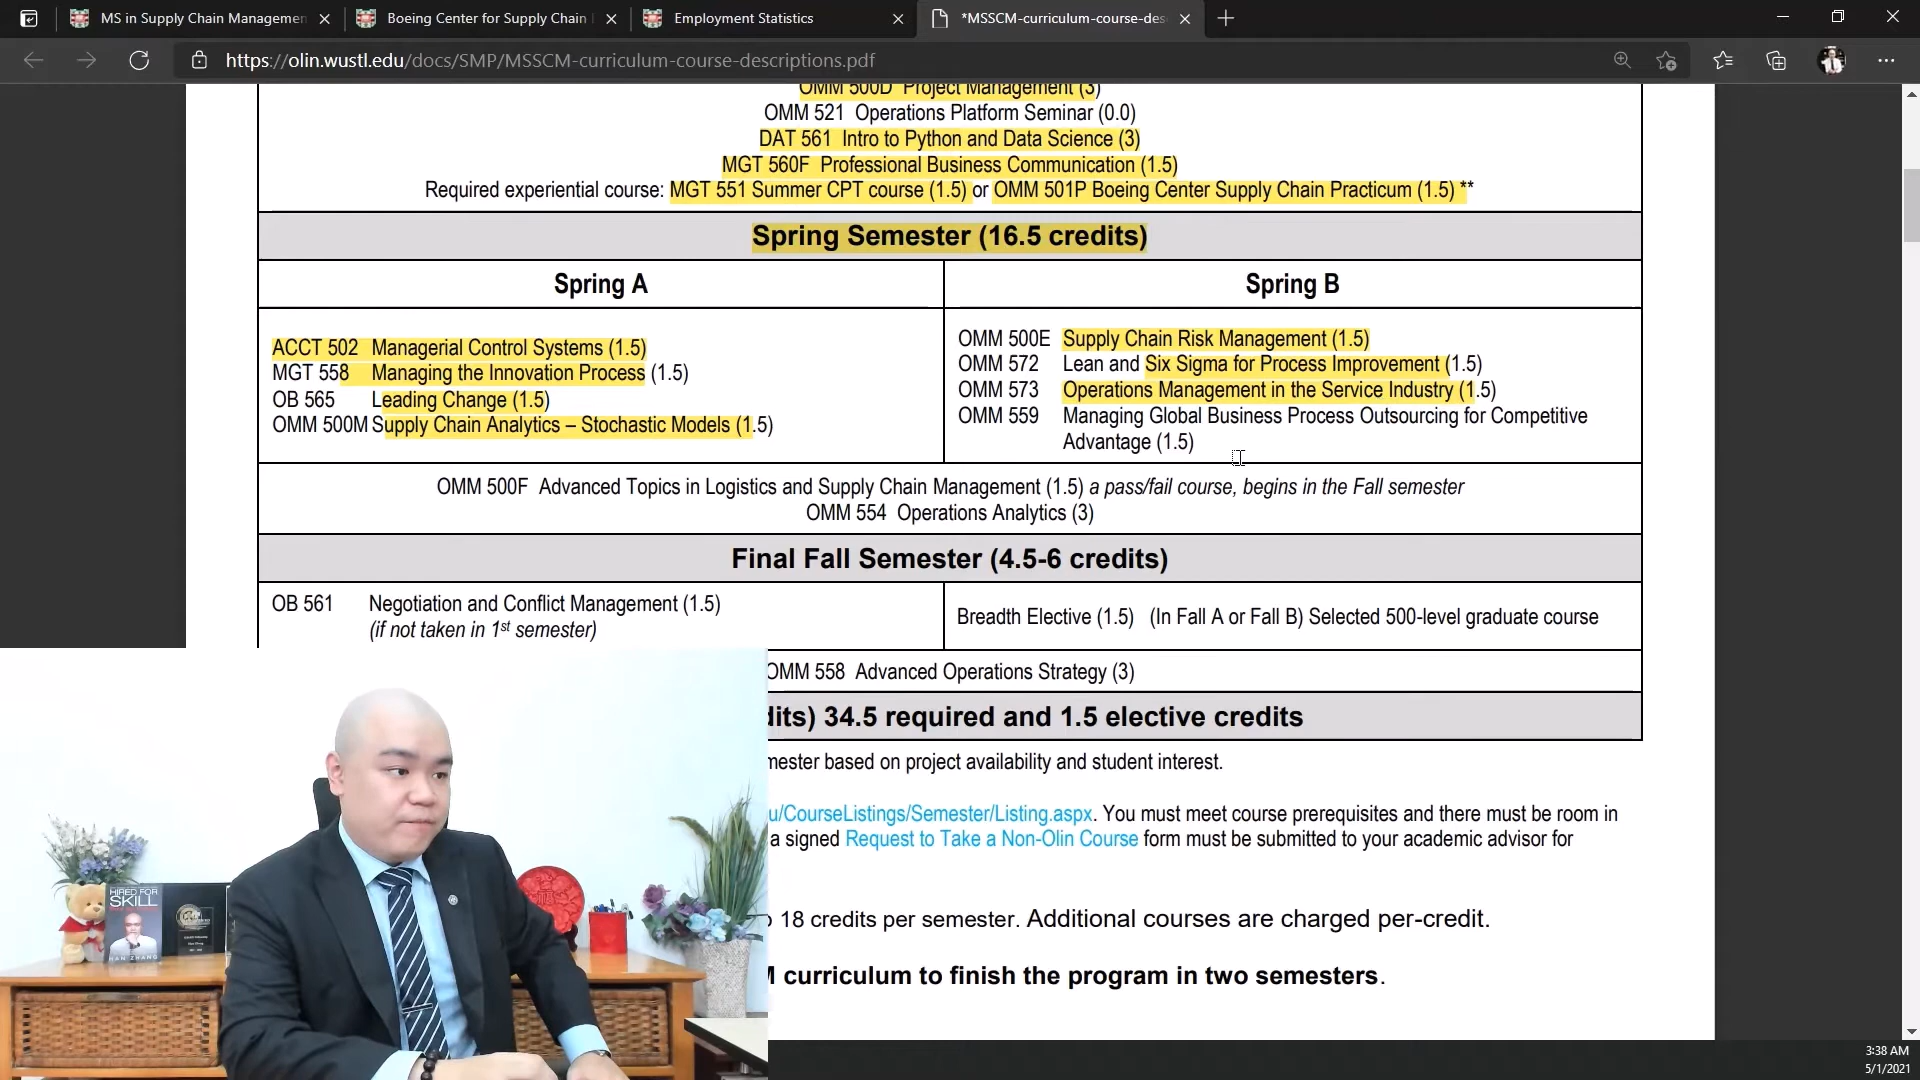 MS in Supply Chain Managemen
Boeing Center for Supply Chain
Employment Statistics
*MSSCM-curriculum-course-des
https://olin.wustl.edu/docs/SMP/MSSCM-curriculum-course-descriptions.pdf
OMM 500D Project Management (3)
OMM 521 Operations Platform Seminar (0.0)
DAT 561 Intro to Python and Data Science (3)
MGT 560F Professional Business Communication (1.5)
Required experiential course: MGT 551 Summer CPT course (1.5) or OMM 501P Boeing Center Supply Chain Practicum (1.5) **
Spring Semester (16.5 credits)
Spring A
Spring B
ACCT 502 Managerial Control Systems (1.5)
MGT 558 Managing the Innovation Process (1.5)
OB 565 Leading Change (1.5)
OMM 500M Supply Chain Analytics – Stochastic Models (1.5)
OMM 500E Supply Chain Risk Management (1.5)
OMM 572 Lean and Six Sigma for Process Improvement (1.5)
OMM 573 Operations Management in the Service Industry (1.5)
OMM 559 Managing Global Business Process Outsourcing for Competitive
Advantage (1.5)
OMM 500F Advanced Topics in Logistics and Supply Chain Management (1.5) a pass/fail course, begins in the Fall semester
OMM 554 Operations Analytics (3)
Final Fall Semester (4.5-6 credits)
OB 561 Negotiation and Conflict Management (1.5)
(if not taken in 1st semester)
Breadth Elective (1.5) (In Fall A or Fall B) Selected 500-level graduate course
OMM 558 Advanced Operations Strategy (3)
dits) 34.5 required and 1.5 elective credits
mester based on project availability and student interest.
u/CourseListings/Semester/Listing.aspx. You must meet course prerequisites and there must be room in
a signed Request to Take a Non-Olin Course form must be submitted to your academic advisor for
18 credits per semester. Additional courses are charged per-credit.
M curriculum to finish the program in two semesters.
HIRED FOR
SKILL
HAN ZHANG
3:38 AM
5/1/2021